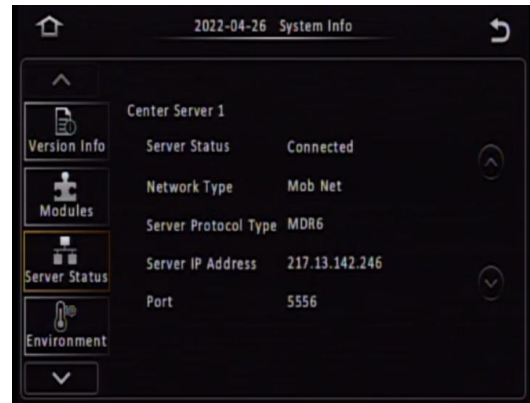 2022-04-26 System Info
Version Info
Modules
Server Status
Environment
Center Server 1
Server Status Connected
Network Type Mob Net
Server Protocol Type MDR6
Server IP Address 217.13.142.246
Port 5556